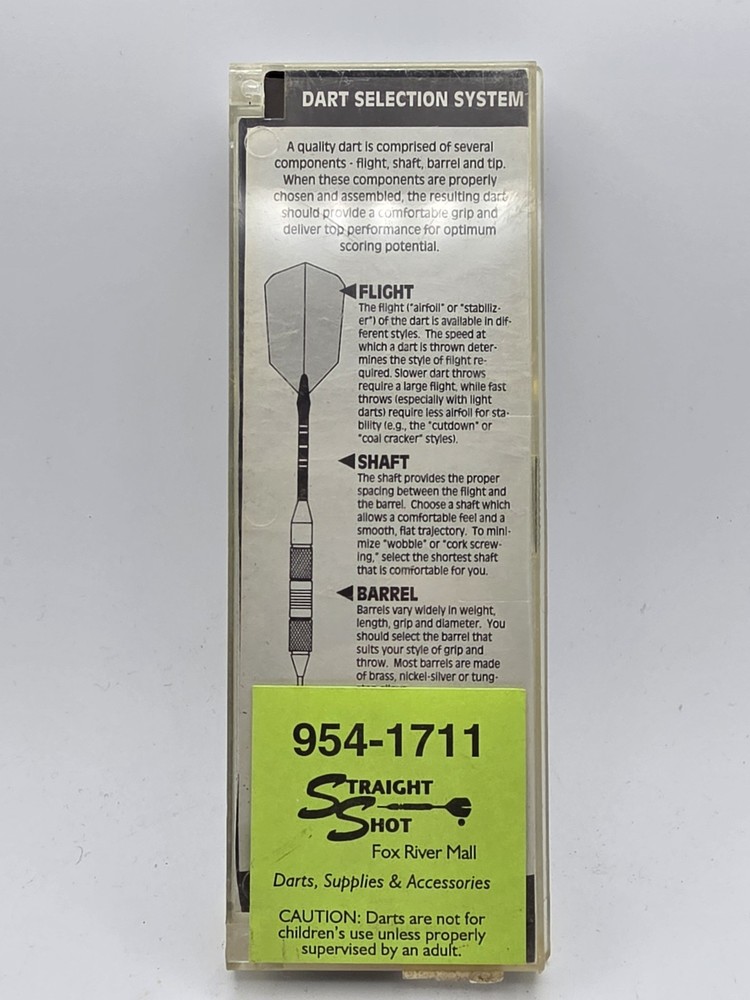 DART SELECTION SYSTEM
A quality dart is comprised of several
components - flight, shaft, barrel and tip.
When these components are properly
chosen and assembled, the resulting dart
should provide a comfortable grip and
deliver top performance for optimum
scoring potential.
FLIGHT
The flight ("airfoil" or "stabiliz-
er") of the dart is available in dif-
ferent styles. The speed at
which a dart is thrown deter-
mines the style of flight re-
quired. Slower dart throws
require a large flight, while fast
throws (especially with light
darts) require less airfoil for sta-
bility (e.g., the "cutdown" or
"coal cracker" styles).
SHAFT
The shaft provides the proper
spacing between the flight and
the barrel. Choose a shaft which
allows a comfortable feel and a
smooth, flat trajectory. To mini-
mize "wobble" or "cork screw-
ing," select the shortest shaft
that is comfortable for you.
BARREL
Barrels vary widely in weight,
length, grip and diameter. You
should select the barrel that
suits your style of grip and
throw. Most barrels are made
of brass, nickel-silver or tung-
954-1711
STRAIGHT
SHOT
Fox River Mall
Darts, Supplies & Accessories
CAUTION: Darts are not for
children's use unless properly
supervised by an adult.